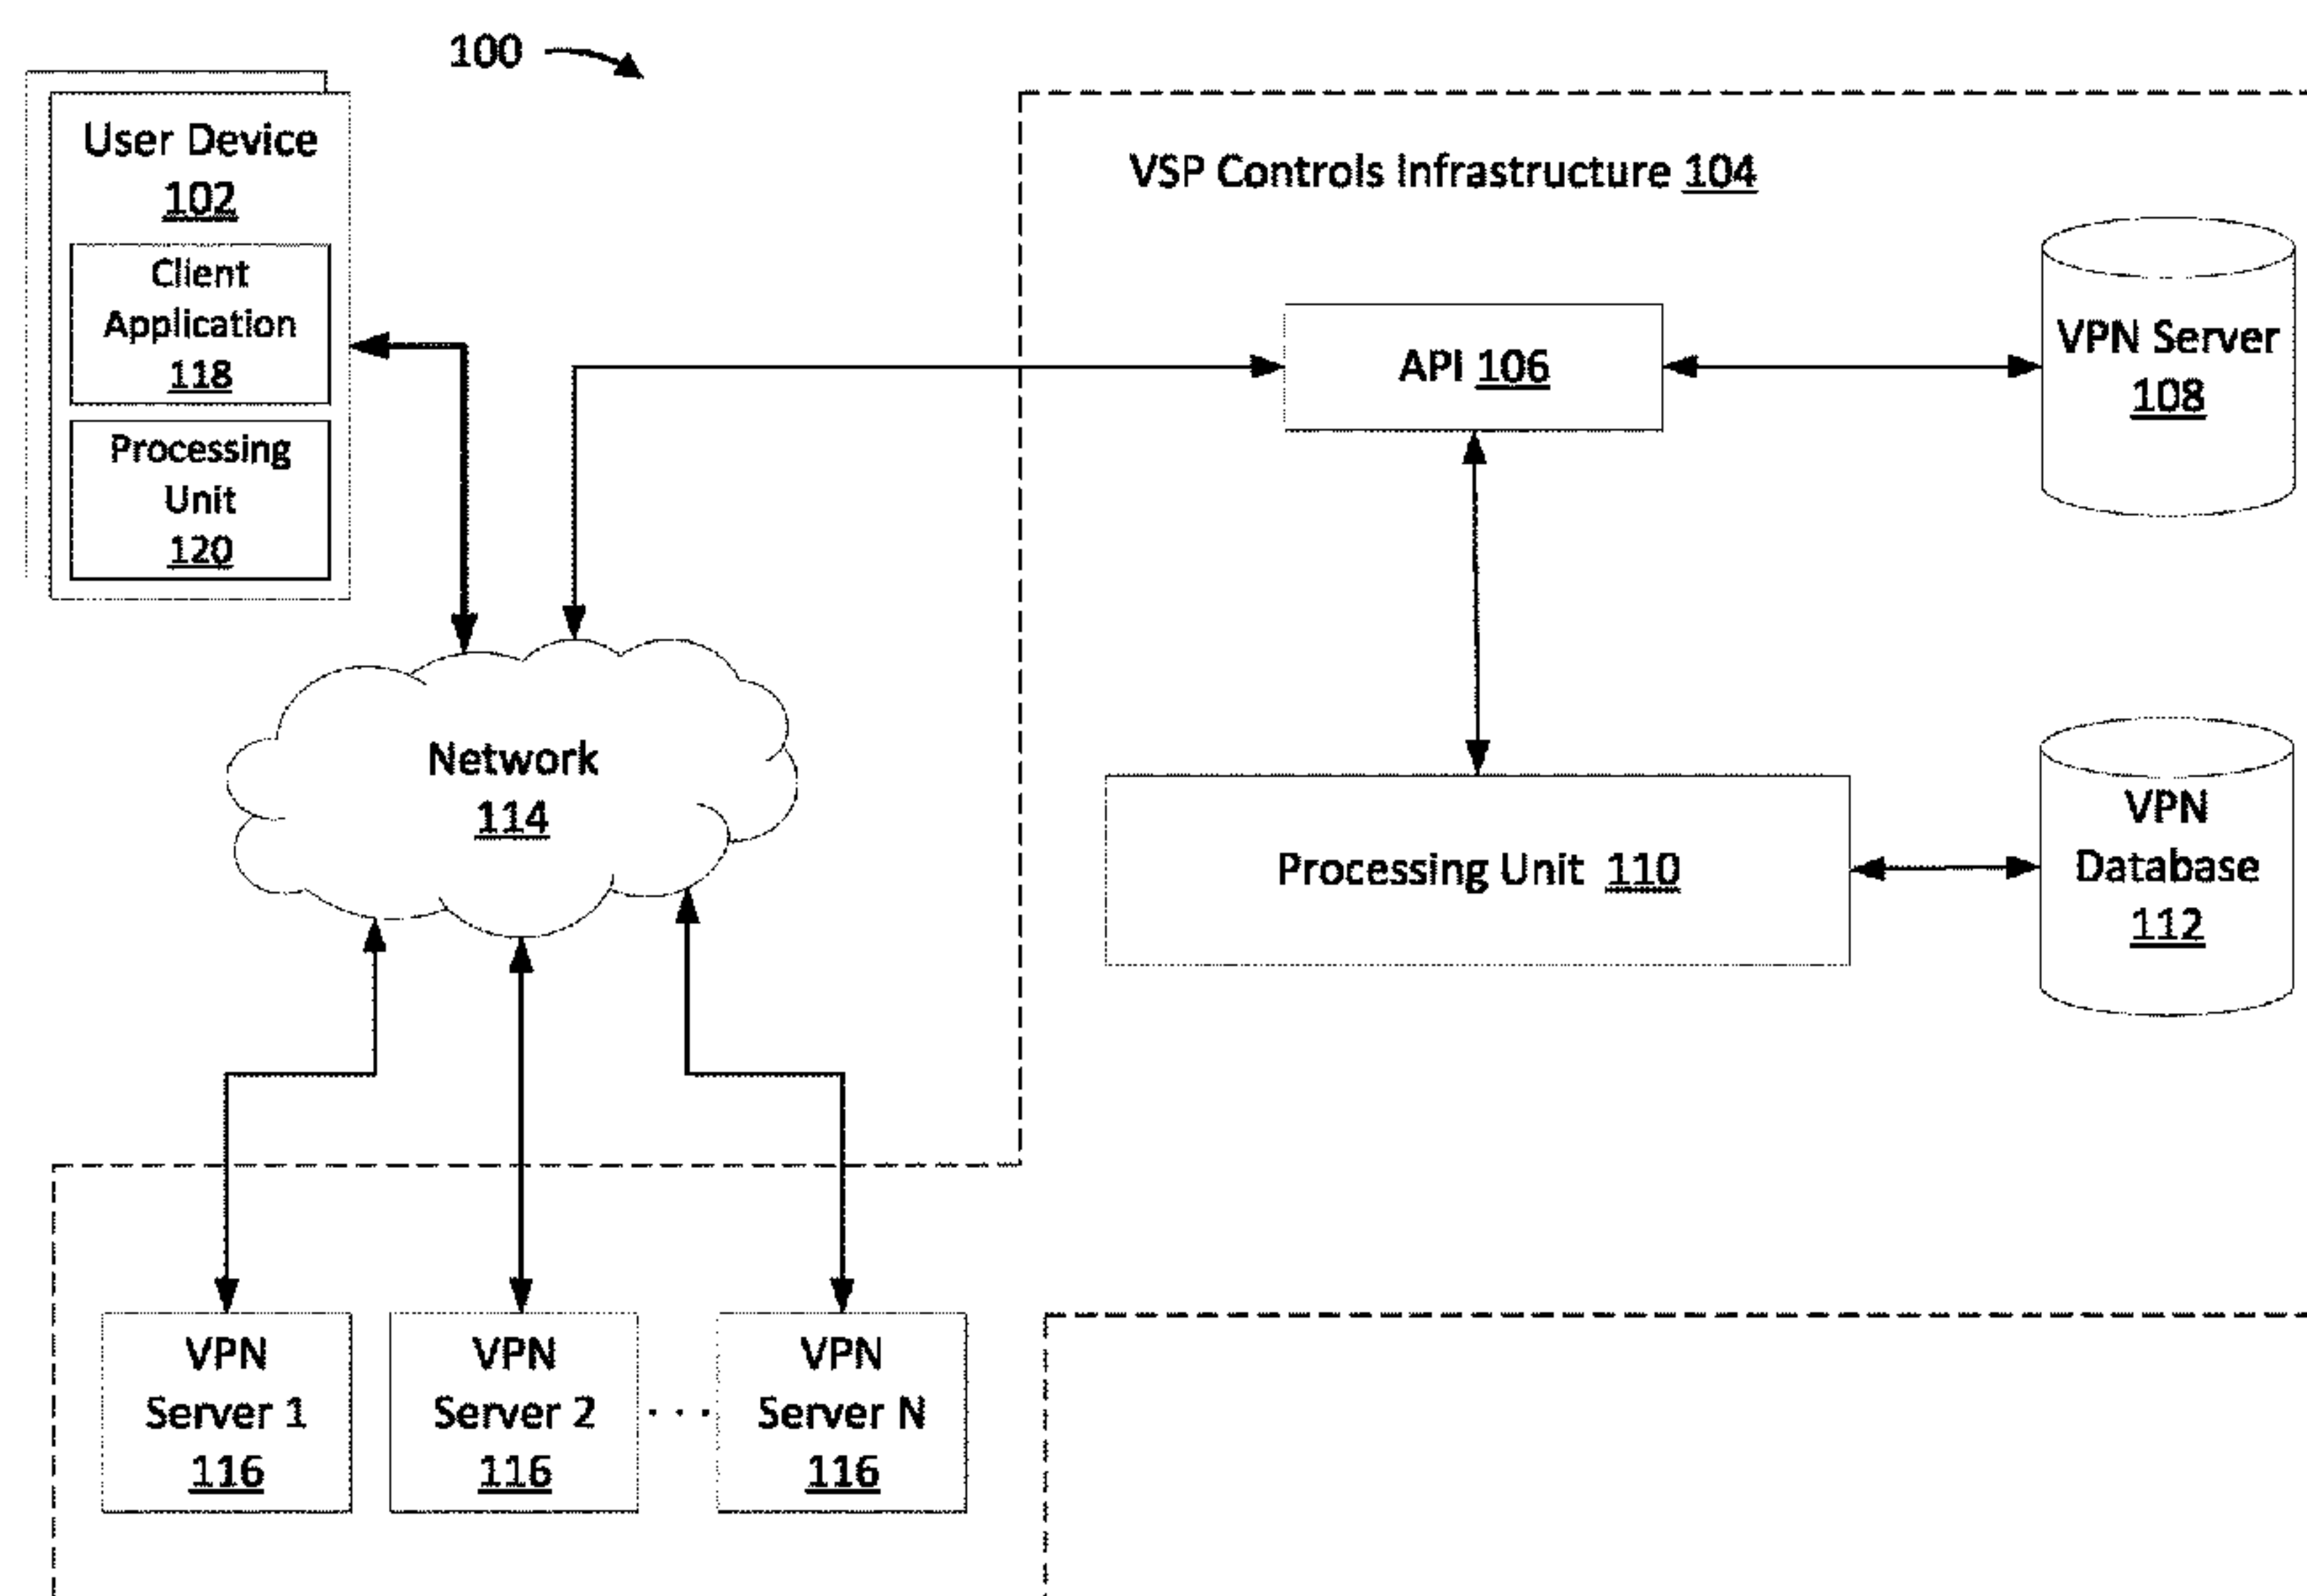 100
User Device
102
Client
Application
118
Processing
Unit
120
VSP Controls Infrastructure 104
API 106
VPN Server
108
Network
114
Processing Unit 110
VPN
Database
112
VPN
Server 1
116
VPN
Server 2
116
. . .
VPN
Server N
116